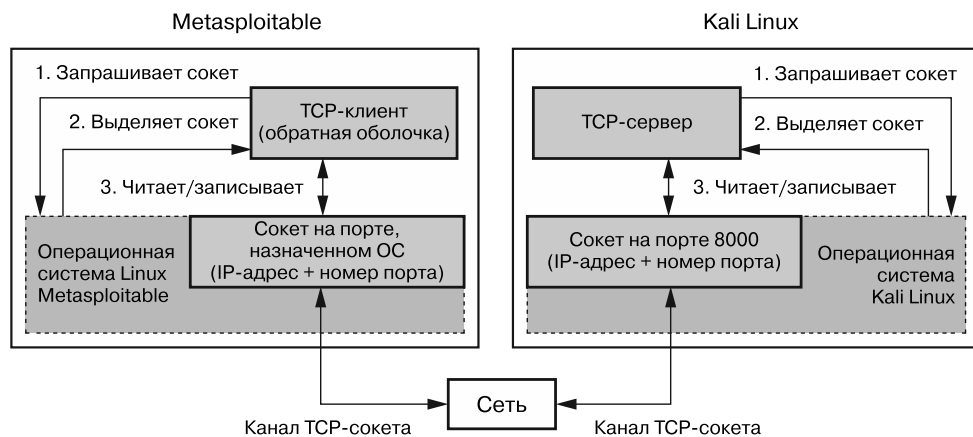 Metasploitable
1. Запрашивает сокет
TCP-клиент
(обратная оболочка)
2. Выделяет сокет
3. Читает/записывает
Сокет на порте,
назначенном ОС
(IP-адрес + номер порта)
Операционная
система Linux
Metasploitable
Kali Linux
1. Запрашивает сокет
TCP-сервер
2. Выделяет сокет
3. Читает/записывает
Сокет на порте 8000
(IP-адрес + номер порта)
Операционная
система
Kali Linux
Сеть
Канал TCP-сокета
Канал TCP-сокета